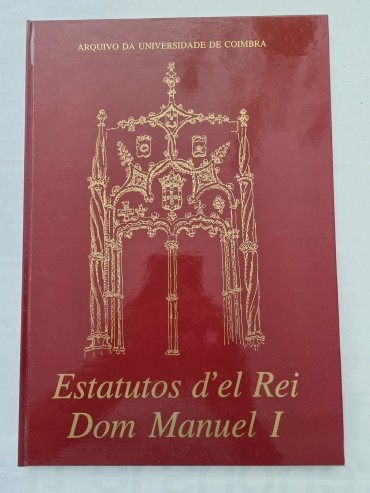 ARQUIVO DA UNIVERSIDADE DE COIMBRA
Estatutos d'el Rei
Dom Manuel I